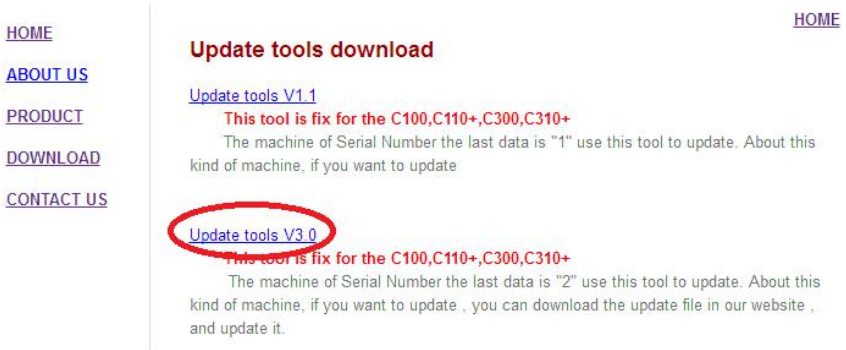 HOME
HOME
ABOUT US
PRODUCT
DOWNLOAD
CONTACT US
Update tools download
Update tools V1.1
This tool is fix for the C100,C110+,C300,C310+
The machine of Serial Number the last data is "1" use this tool to update. About this
kind of machine, if you want to update
Update tools V3.0
This tool is fix for the C100,C110+,C300,C310+
The machine of Serial Number the last data is "2" use this tool to update. About this
kind of machine, if you want to update , you can download the update file in our website ,
and update it.